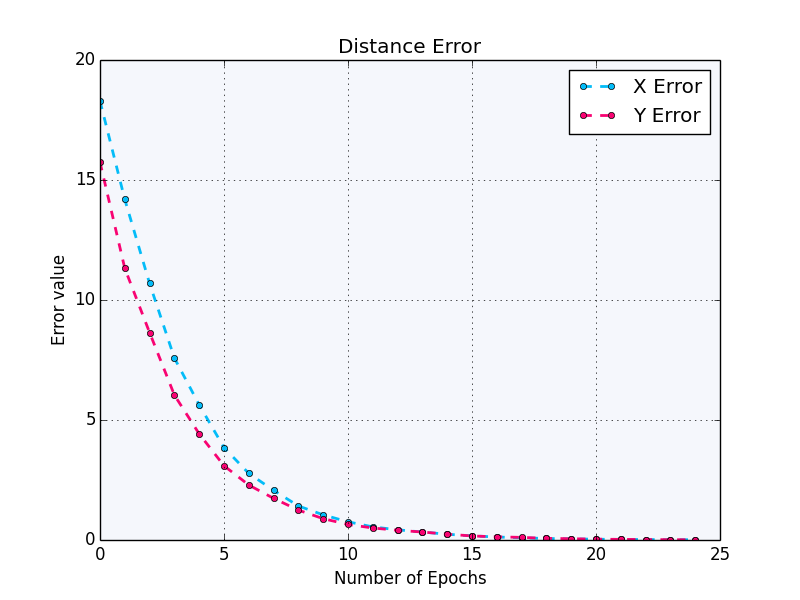 Distance Error
X Error
Y Error
Error value
20
15
10
5
0
0 5 10 15 20 25
Number of Epochs